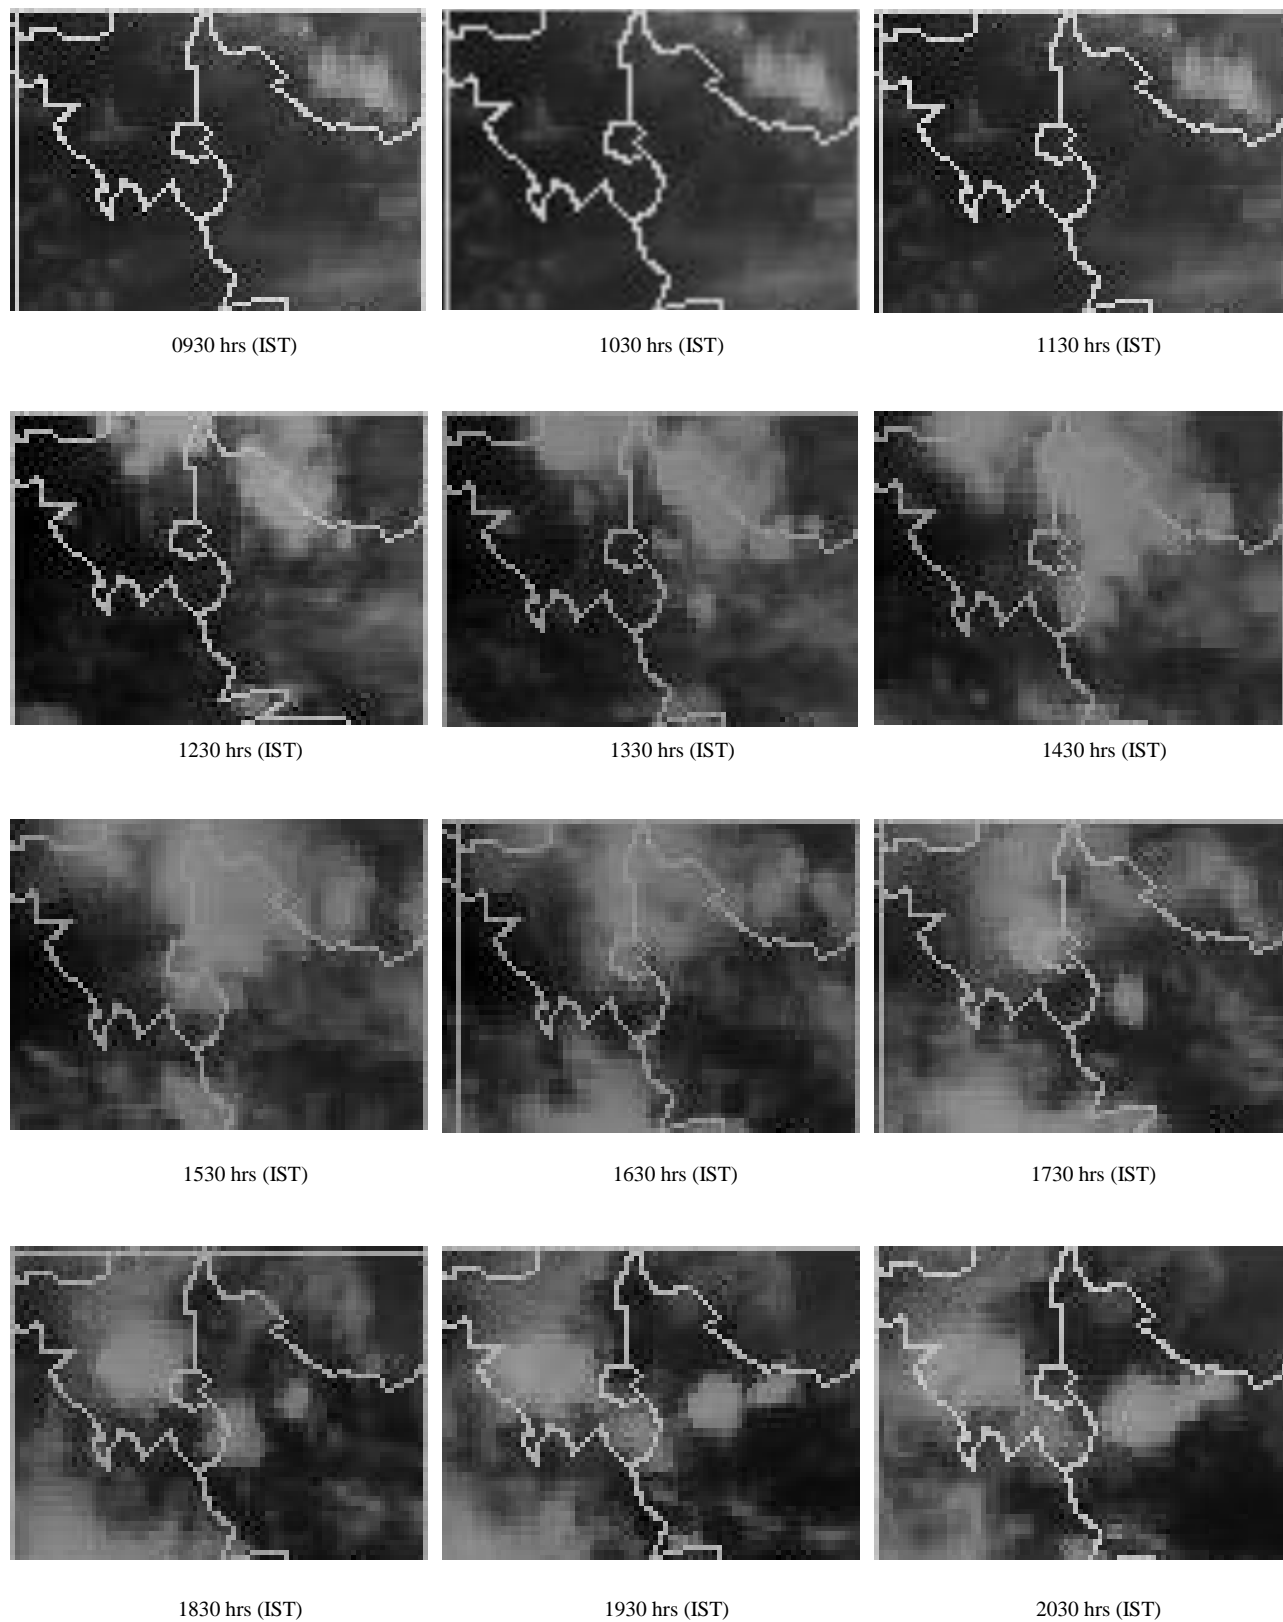 0930 hrs (IST)
1030 hrs (IST)
1130 hrs (IST)
1230 hrs (IST)
1330 hrs (IST)
1430 hrs (IST)
1530 hrs (IST)
1630 hrs (IST)
1730 hrs (IST)
1830 hrs (IST)
1930 hrs (IST)
2030 hrs (IST)